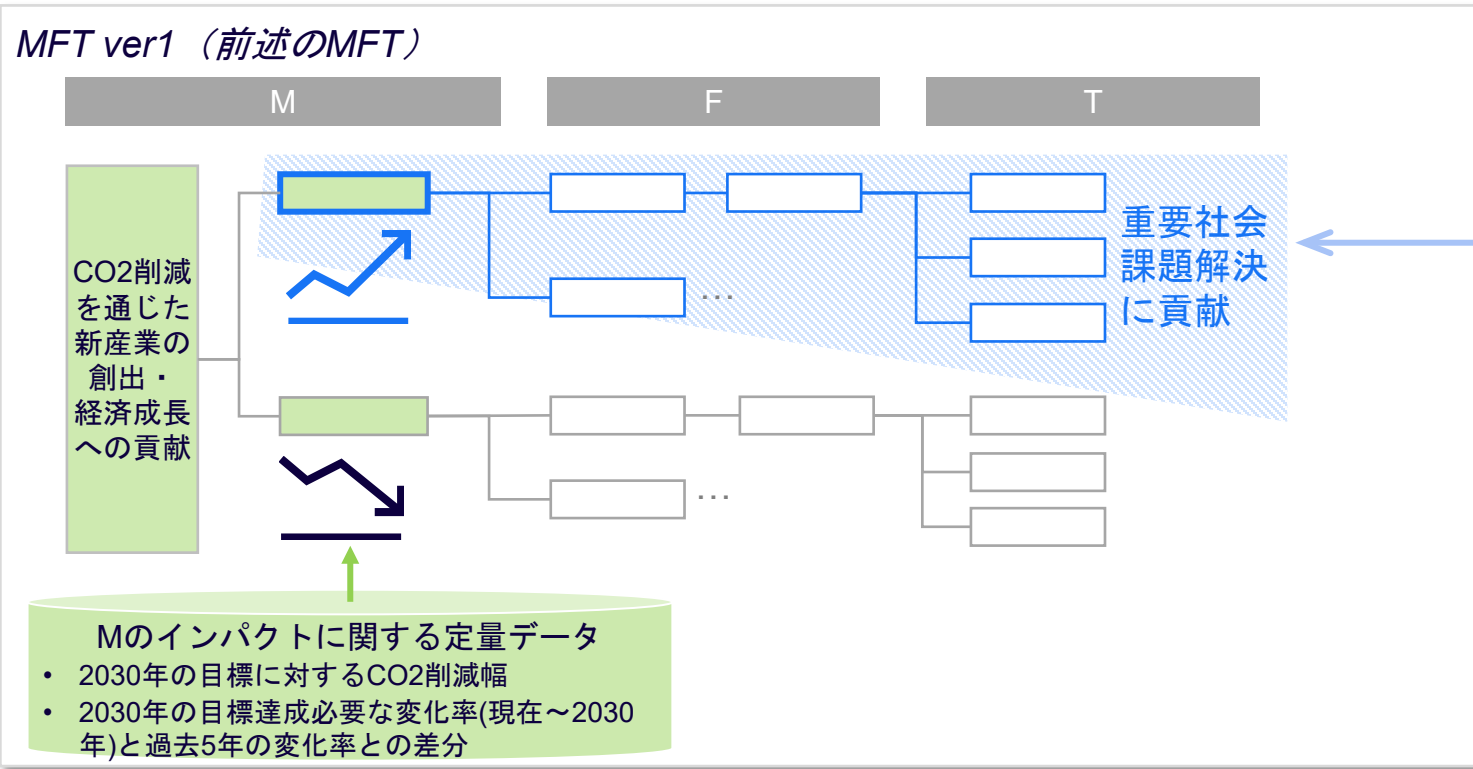 MFT ver1（前述のMFT）
M
F
T
CO2削減
を通じた
新産業の
創出・
経済成長
への貢献
…
重要社会
課題解決
に貢献
…
Mのインパクトに関する定量データ
• 2030年の目標に対するCO2削減幅
• 2030年の目標達成必要な変化率(現在～2030
年)と過去5年の変化率との差分